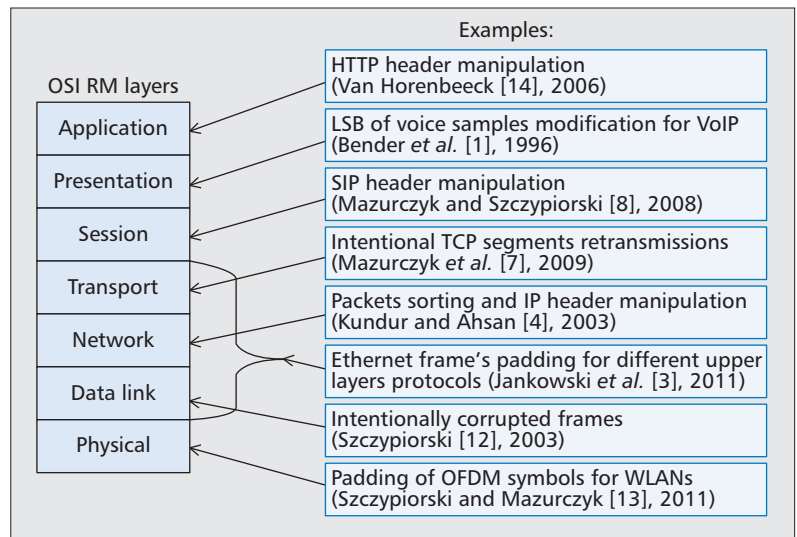 Examples:
OSI RM layers
Application
Presentation
Session
Transport
Network
Data link
Physical
HTTP header manipulation
(Van Horenbeeck [14], 2006)
LSB of voice samples modification for VoIP
(Bender et al. [1], 1996)
SIP header manipulation
(Mazurczyk and Szczypiorski [8], 2008)
Intentional TCP segments retransmissions
(Mazurczyk et al. [7], 2009)
Packets sorting and IP header manipulation
(Kundur and Ahsan [4], 2003)
Ethernet frame's padding for different upper
layers protocols (Jankowski et al. [3], 2011)
Intentionally corrupted frames
(Szczypiorski [12], 2003)
Padding of OFDM symbols for WLANs
(Szczypiorski and Mazurczyk [13], 2011)